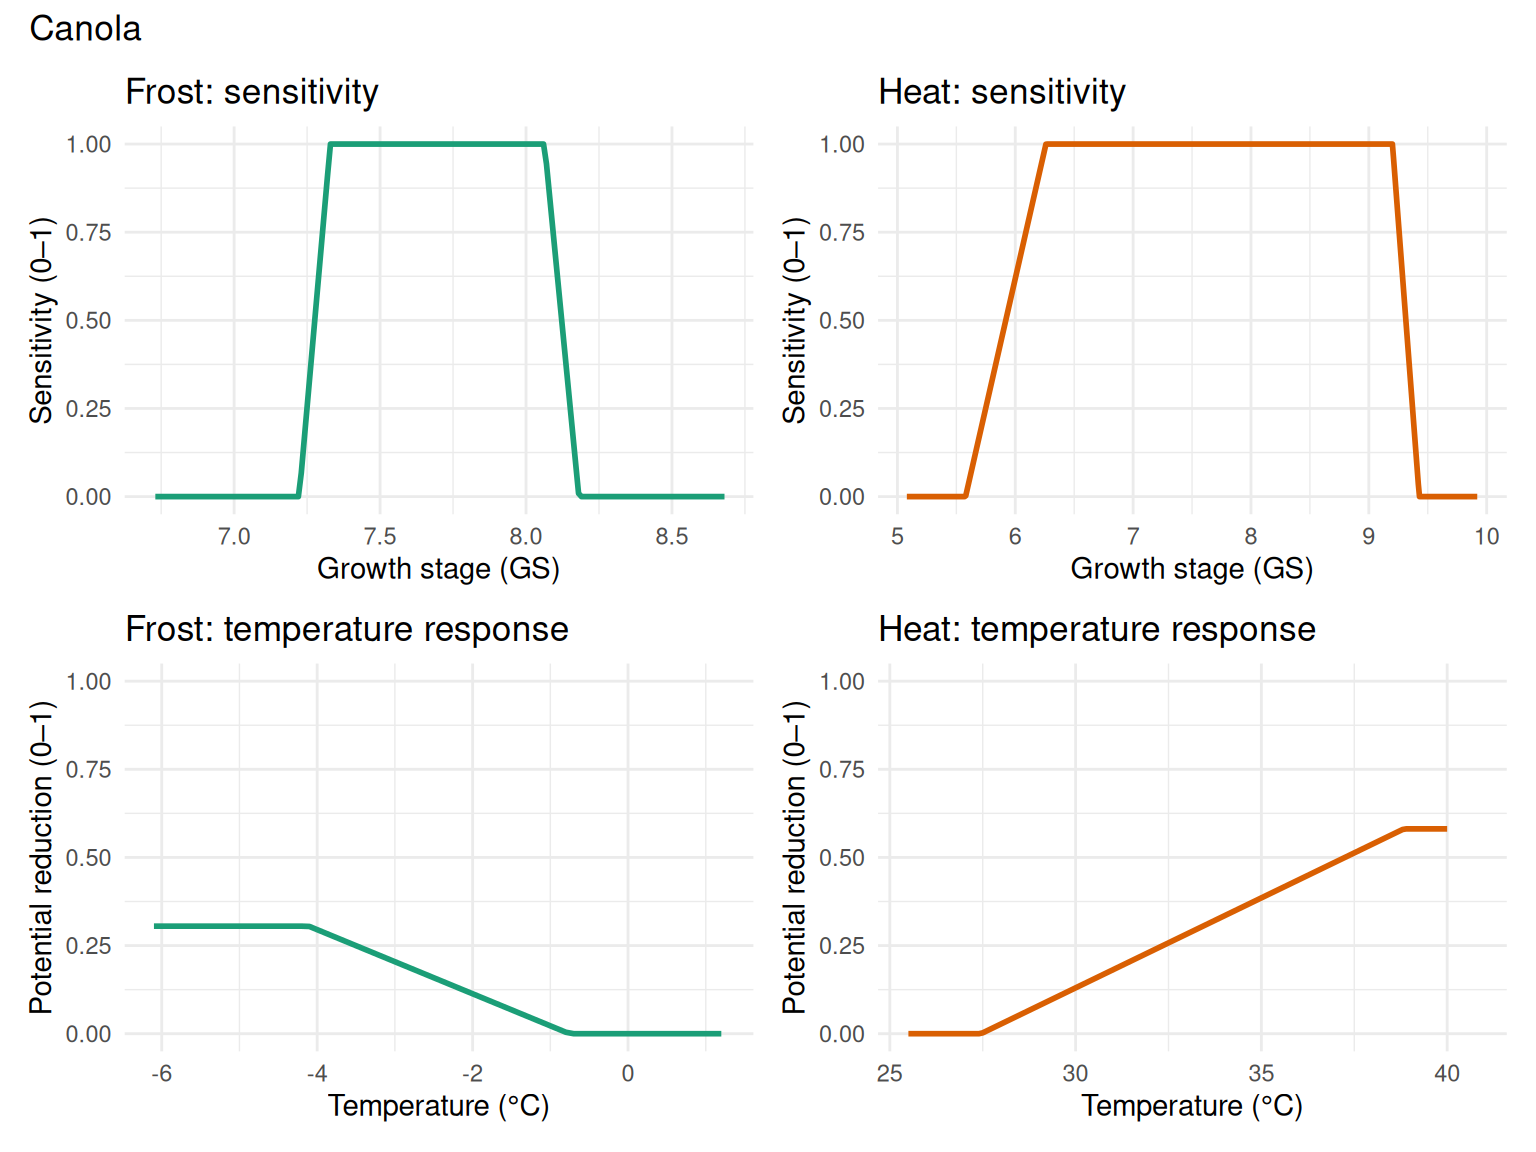 Canola
Frost: sensitivity
Sensitivity (0–1)
1.00
0.75
0.50
0.25
0.00
7.0 7.5 8.0 8.5
Growth stage (GS)
Heat: sensitivity
Sensitivity (0–1)
1.00
0.75
0.50
0.25
0.00
5 6 7 8 9 10
Growth stage (GS)
Frost: temperature response
Potential reduction (0–1)
1.00
0.75
0.50
0.25
0.00
-6 -4 -2 0
Temperature (°C)
Heat: temperature response
Potential reduction (0–1)
1.00
0.75
0.50
0.25
0.00
25 30 35 40
Temperature (°C)